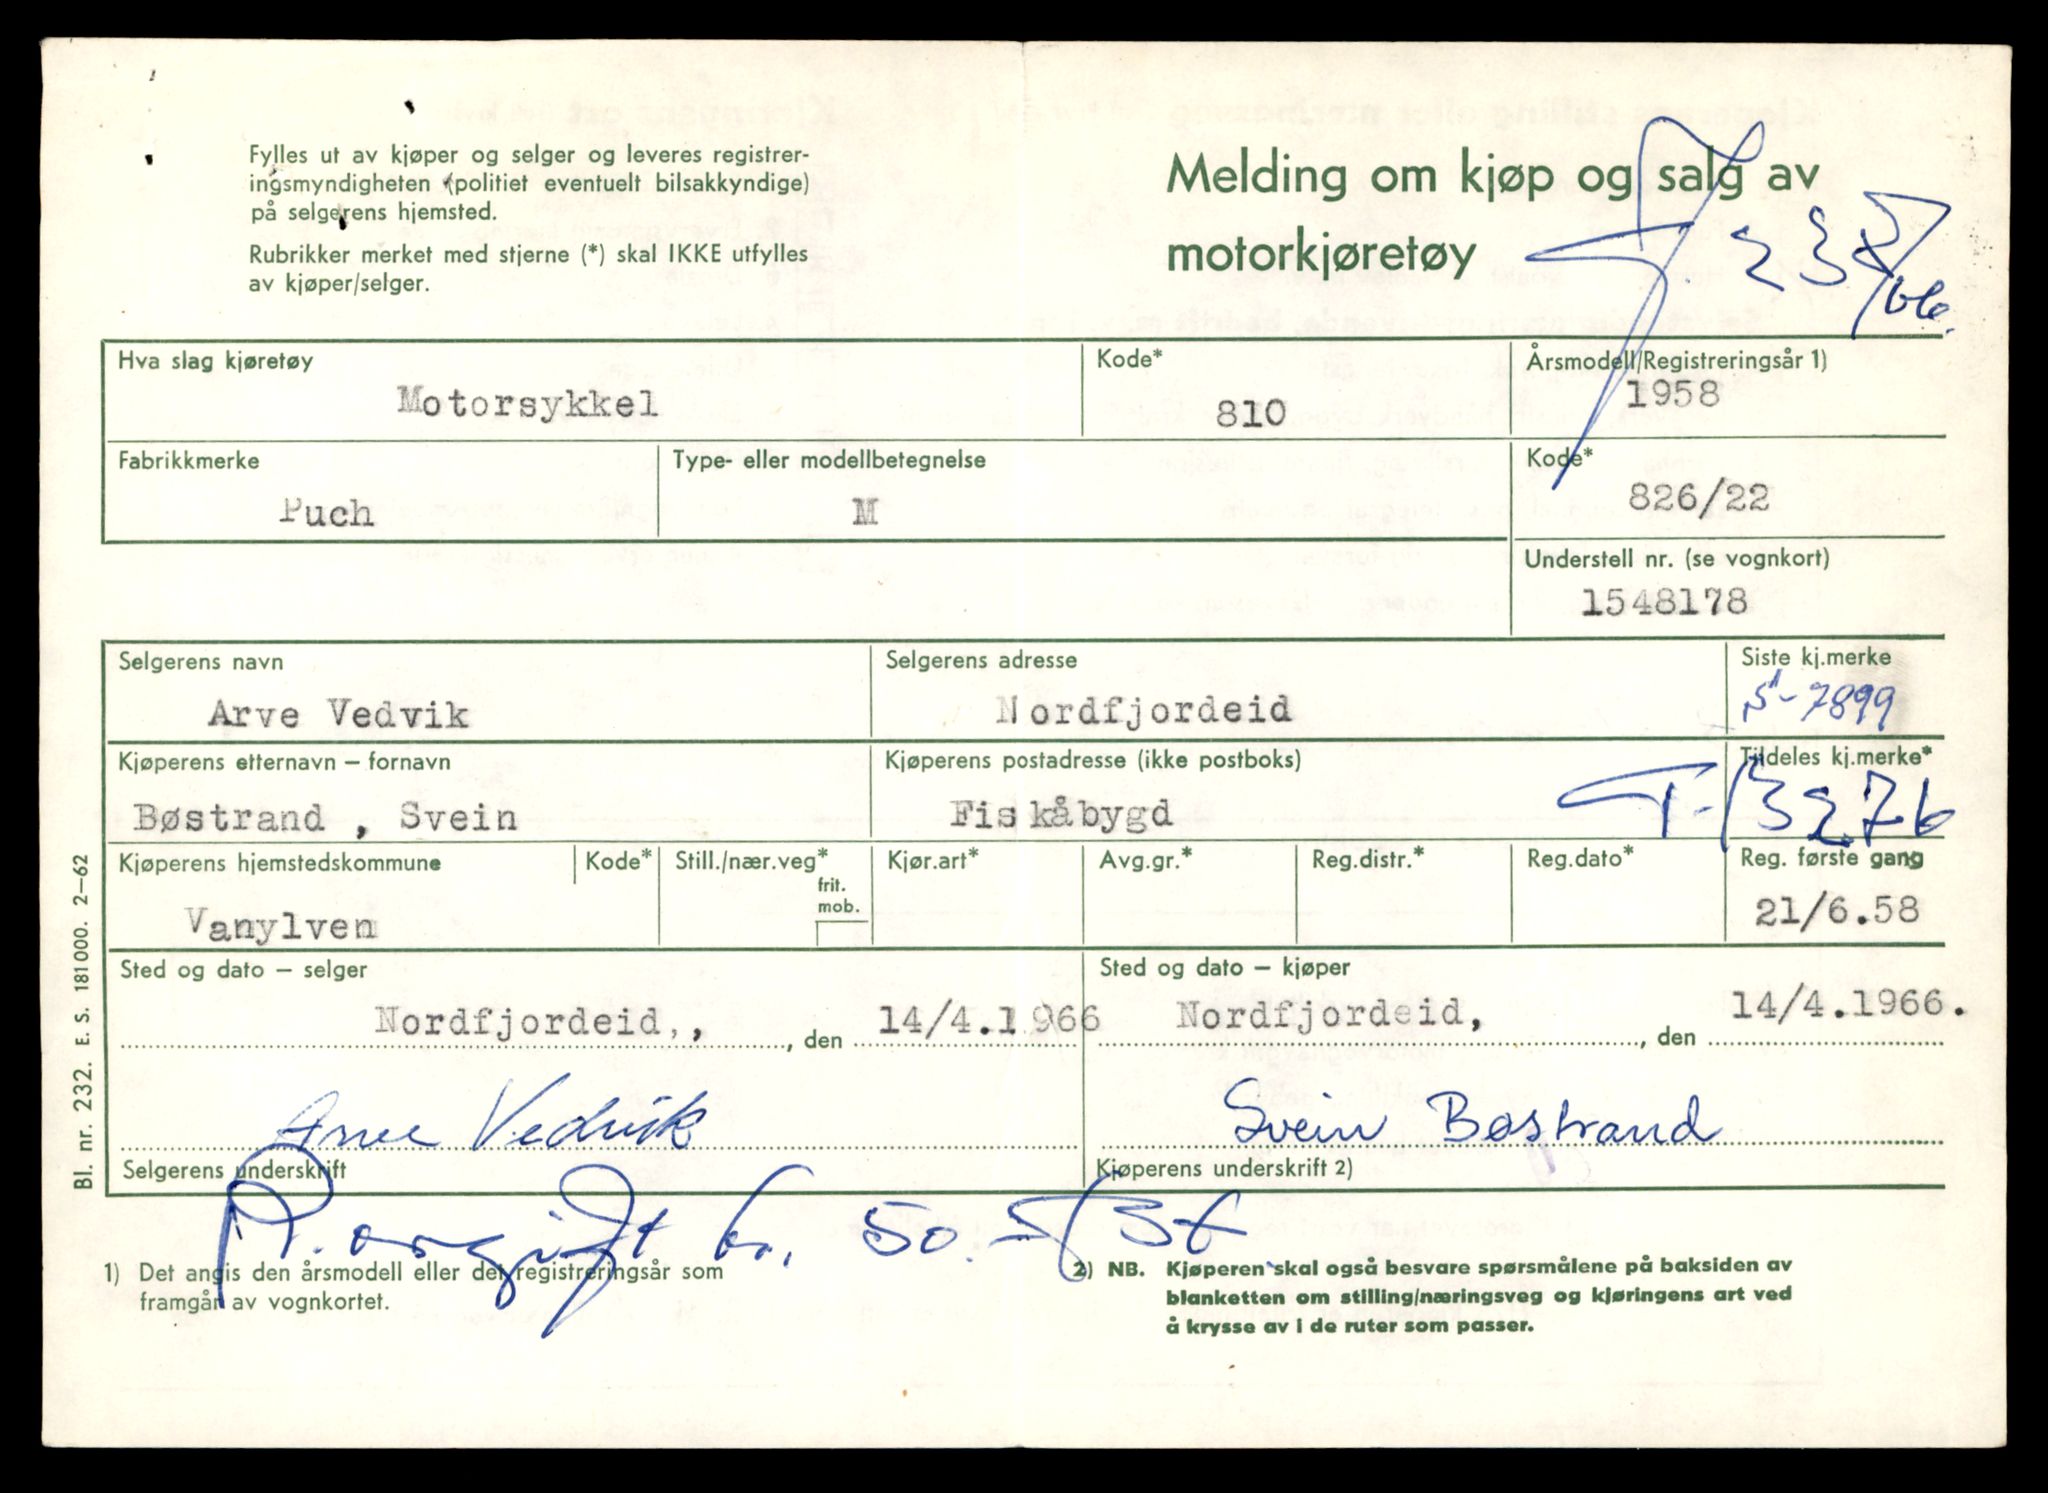 Fylles ut av kjøper og selger og leveres registrer-
ingsmyndigheten (politiet eventuelt bilsakkyndige)
på selgerens hjemsted.
Rubrikker merket med stjerne (*) skal IKKE utfylles
av kjøper/selger.
Melding om kjøp og salg av
motorkjøretøy
Hva slag kjøretøy
Motorsykkel
Kode*
810
Årsmodell/Registreringsår 1)
1958
Fabrikkmerke
Puch
Type- eller modellbetegnelse
M
Kode*
826/22
Understell nr. (se vognkort)
1548178
Selgerens navn
Arve Vedvik
Selgerens adresse
Nordfjordeid
Siste kj.merke
S-7899
Kjøperens etternavn – fornavn
Bøstrand , Svein
Kjøperens postadresse (ikke postboks)
Fiskåbygd
Tildeles kj.merke*
T-13276
Kjøperens hjemstedskommune
Vanylven
Kode*
Still./nær.veg*
frit.
mob.
Kjør.art*
Avg.gr.*
Reg.distr.*
Reg.dato*
Reg. første gang
21/6.58
Sted og dato – selger
Nordfjordeid,, , den 14/4.1966
Sted og dato – kjøper
Nordfjordeid, , den 14/4.1966.
Arve Vedvik
Selgerens underskrift
Svein Bøstrand
Kjøperens underskrift 2)
avgift kr. 50.-
1) Det angis den årsmodell eller det registreringsår som
framgår av vognkortet.
2) NB. Kjøperen skal også besvare spørsmålene på baksiden av
blanketten om stilling/næringsveg og kjøringens art ved
å krysse av i de ruter som passer.
Bl. nr. 232. E. S. 181000. 2–62